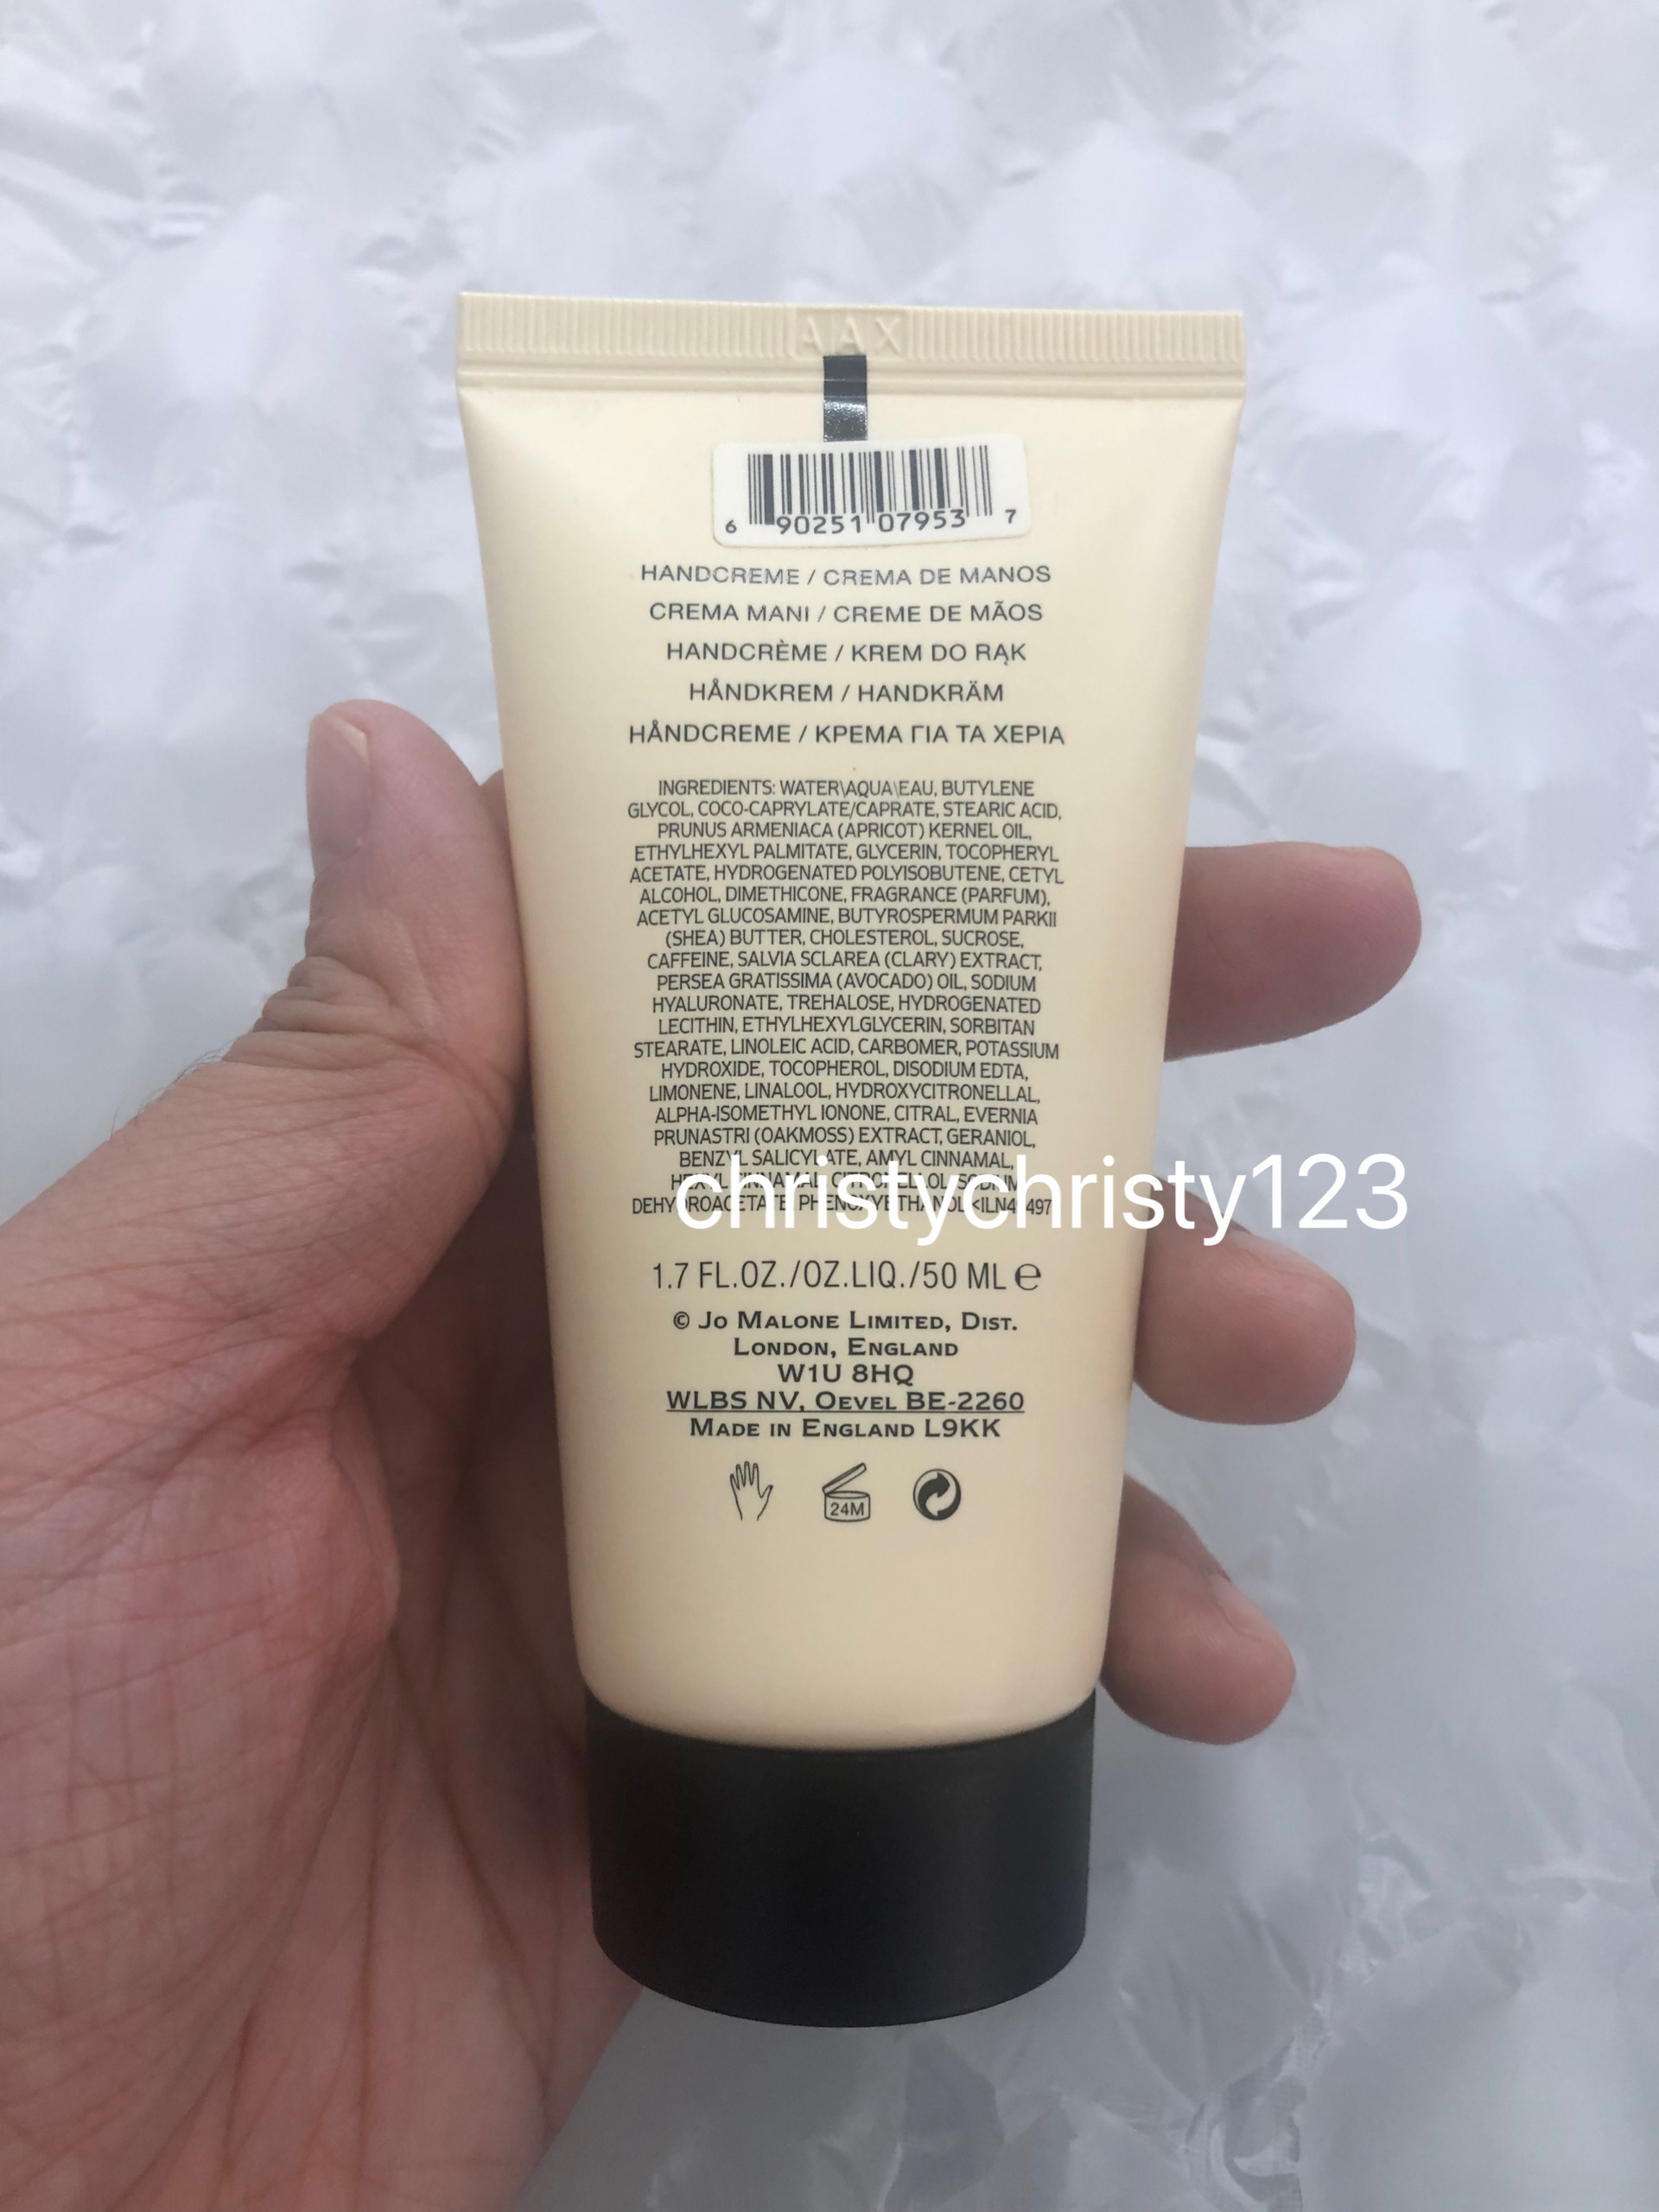 AAX
6 90251 07953 7
HANDCREME / CREMA DE MANOS
CREMA MANI / CREME DE MÃOS
HANDCRÈME / KREM DO RĄK
HÅNDKREM / HANDKRÄM
HÅNDCREME / ΚΡΕΜΑ ΓΙΑ ΤΑ ΧΕΡΙΑ
INGREDIENTS: WATER\AQUA\EAU, BUTYLENE
GLYCOL, COCO-CAPRYLATE/CAPRATE, STEARIC ACID,
PRUNUS ARMENIACA (APRICOT) KERNEL OIL,
ETHYLHEXYL PALMITATE, GLYCERIN, TOCOPHERYL
ACETATE, HYDROGENATED POLYISOBUTENE, CETYL
ALCOHOL, DIMETHICONE, FRAGRANCE (PARFUM),
ACETYL GLUCOSAMINE, BUTYROSPERMUM PARKII
(SHEA) BUTTER, CHOLESTEROL, SUCROSE,
CAFFEINE, SALVIA SCLAREA (CLARY) EXTRACT,
PERSEA GRATISSIMA (AVOCADO) OIL, SODIUM
HYALURONATE, TREHALOSE, HYDROGENATED
LECITHIN, ETHYLHEXYLGLYCERIN, SORBITAN
STEARATE, LINOLEIC ACID, CARBOMER, POTASSIUM
HYDROXIDE, TOCOPHEROL, DISODIUM EDTA,
LIMONENE, LINALOOL, HYDROXYCITRONELLAL,
ALPHA-ISOMETHYL IONONE, CITRAL, EVERNIA
PRUNASTRI (OAKMOSS) EXTRACT, GERANIOL,
BENZYL SALICYLATE, AMYL CINNAMAL,
HEXYL CINNAMAL, CITRONELLOL, SODIUM
DEHYDROACETATE, PHENOXYETHANOL
christychristy123
1.7 FL.OZ./OZ.LIQ./50 ML ℮
© JO MALONE LIMITED, DIST.
LONDON, ENGLAND
W1U 8HQ
WLBS NV, OEVEL BE-2260
MADE IN ENGLAND L9KK
24M